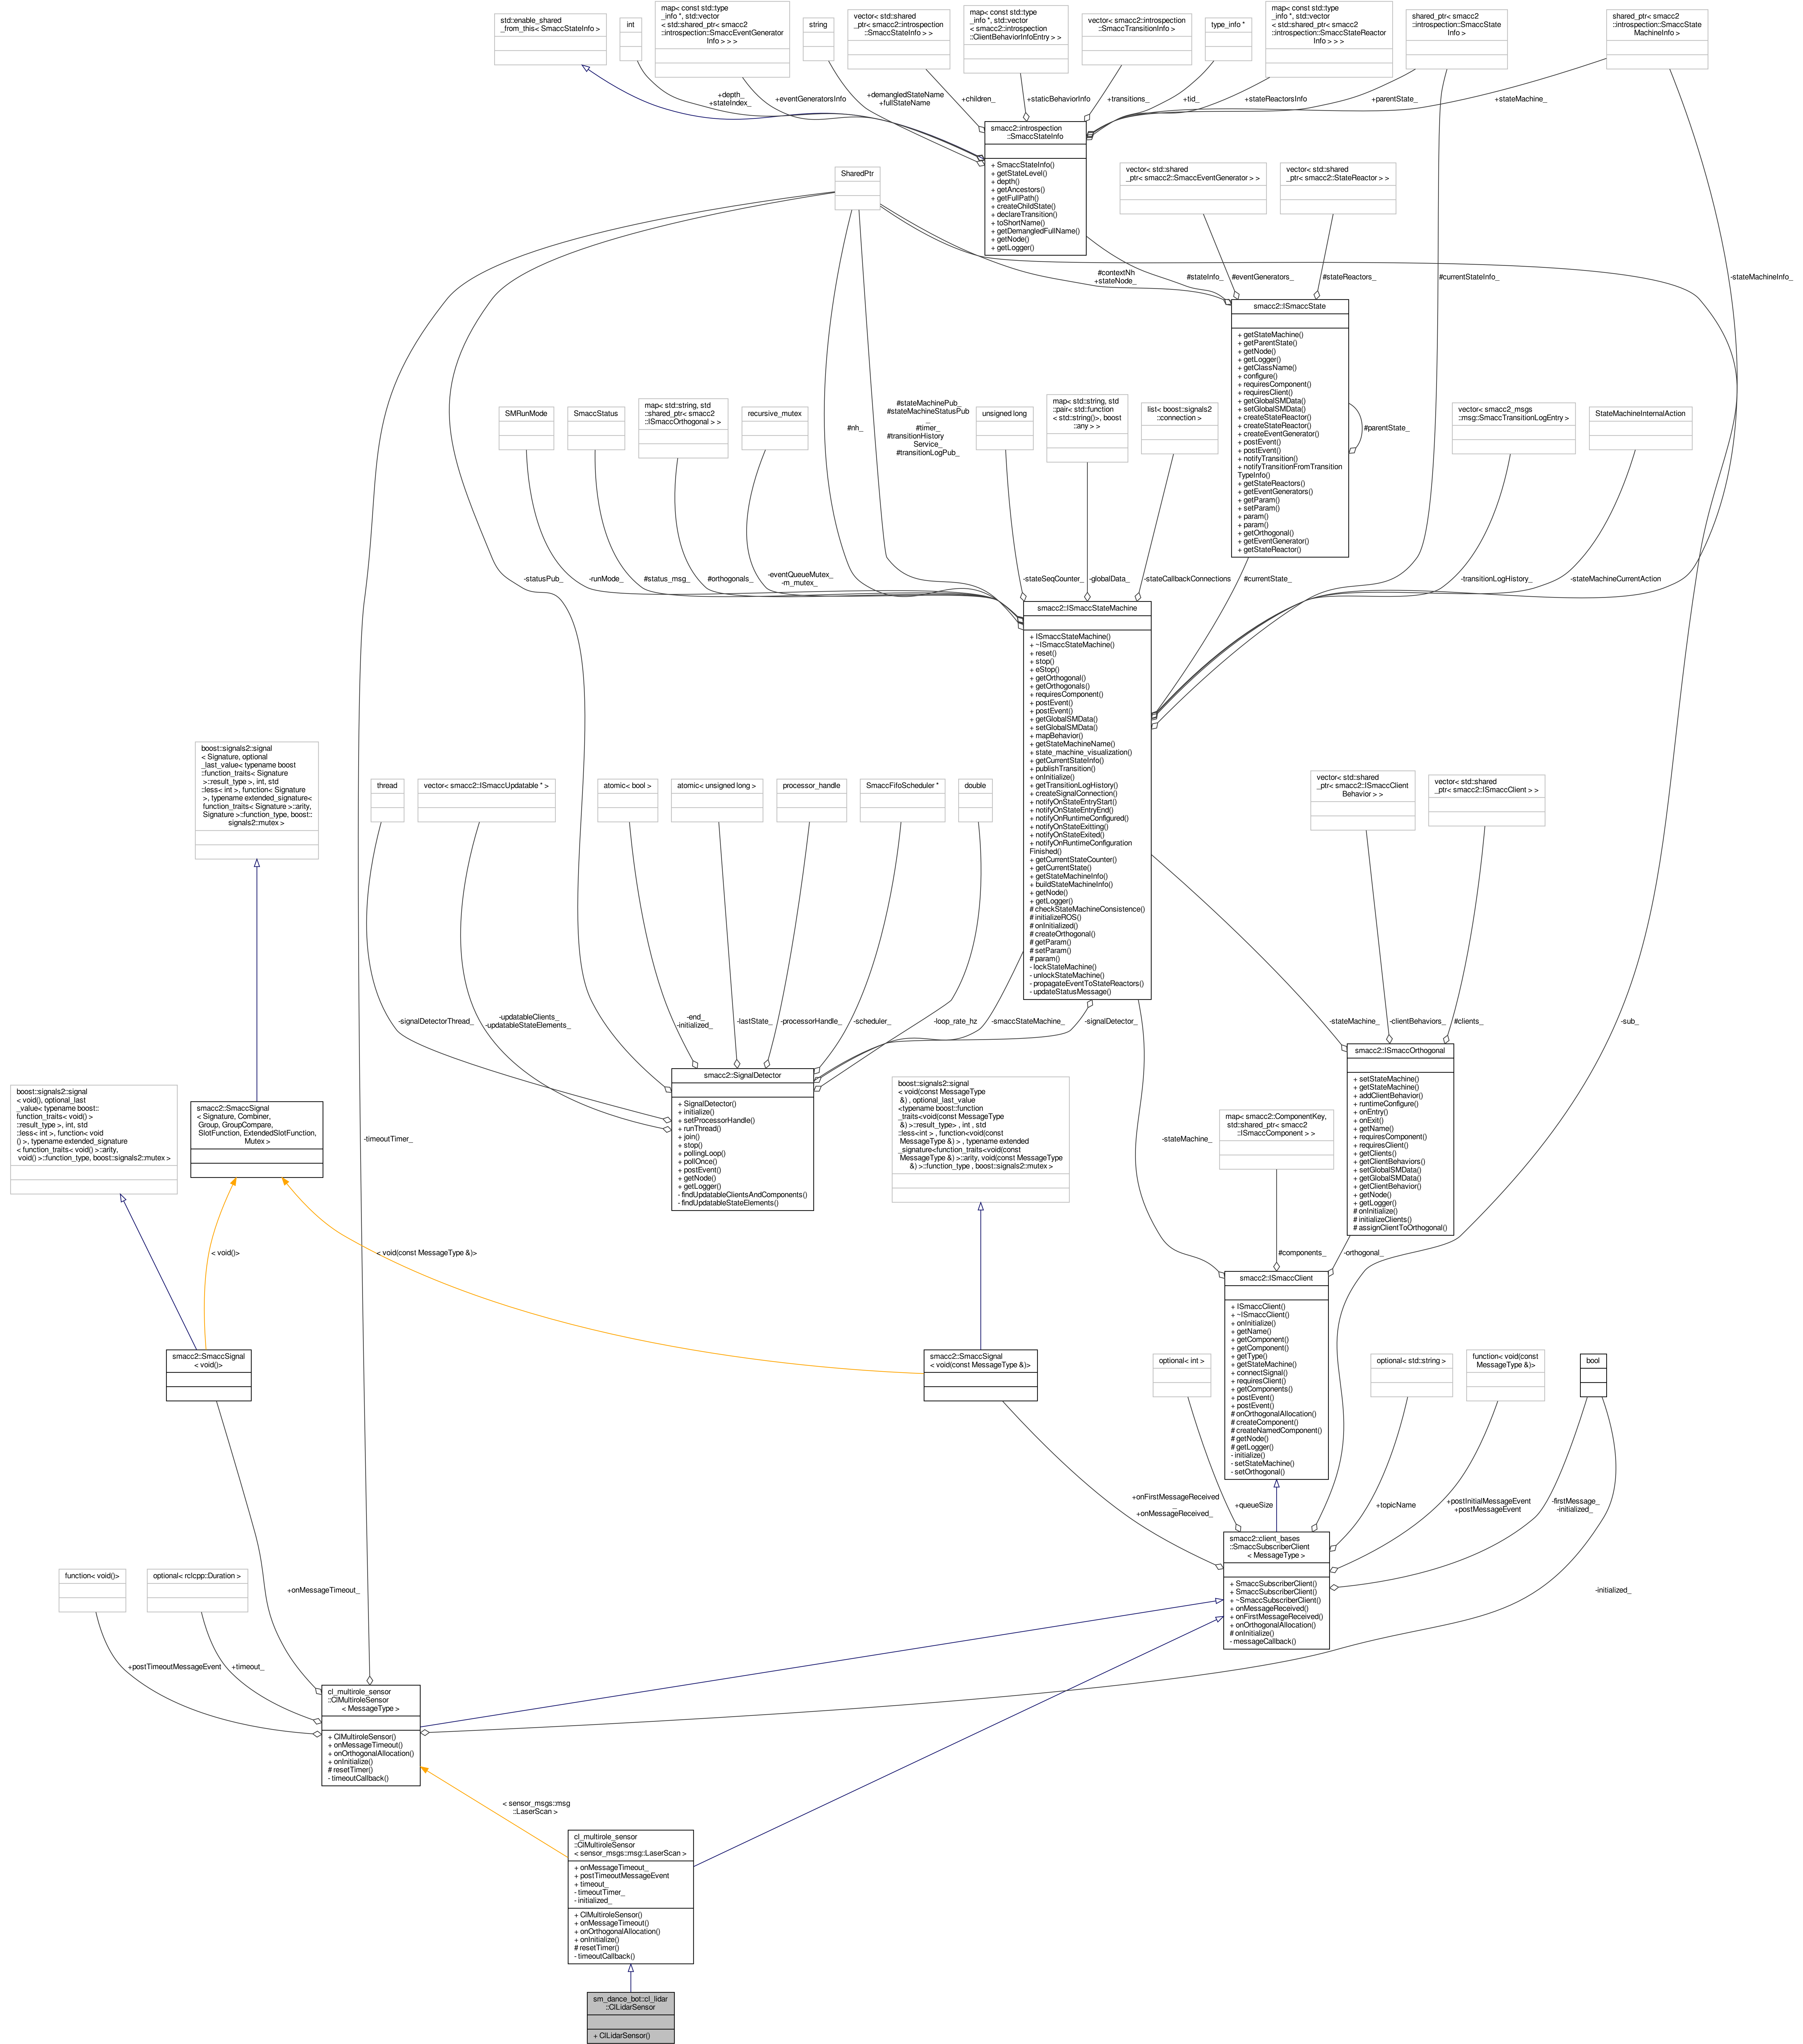 std::enable_shared
_from_this< SmaccStateInfo >
int
map< const std::type
_info *, std::vector
< std::shared_ptr< smacc2
::introspection::SmaccEventGenerator
Info > > >
string
vector< std::shared
_ptr< smacc2::introspection
::SmaccStateInfo > >
map< const std::type
_info *, std::vector
< smacc2::introspection
::ClientBehaviorInfoEntry > >
vector< smacc2::introspection
::SmaccTransitionInfo >
type_info *
map< const std::type
_info *, std::vector
< std::shared_ptr< smacc2
::introspection::SmaccStateReactor
Info > > >
shared_ptr< smacc2
::introspection::SmaccState
Info >
shared_ptr< smacc2
::introspection::SmaccState
MachineInfo >
+depth_
+stateIndex_
+eventGeneratorsInfo
+demangledStateName
+fullStateName
+children_
+staticBehaviorInfo
+transitions_
+tid_
+stateReactorsInfo
+parentState_
+stateMachine_
smacc2::introspection
::SmaccStateInfo
+ SmaccStateInfo()
+ getStateLevel()
+ depth()
+ getAncestors()
+ getFullPath()
+ createChildState()
+ declareTransition()
+ toShortName()
+ getDemangledFullName()
+ getNode()
+ getLogger()
SharedPtr
vector< std::shared
_ptr< smacc2::SmaccEventGenerator > >
vector< std::shared
_ptr< smacc2::StateReactor > >
#contextNh
+stateNode_
#stateInfo_
#eventGenerators_
#stateReactors_
#currentStateInfo_
-stateMachineInfo_
smacc2::ISmaccState
+ getStateMachine()
+ getParentState()
+ getNode()
+ getLogger()
+ getClassName()
+ configure()
+ requiresComponent()
+ requiresClient()
+ getGlobalSMData()
+ setGlobalSMData()
+ createStateReactor()
+ createStateReactor()
+ createEventGenerator()
+ postEvent()
+ postEvent()
+ notifyTransition()
+ notifyTransitionFromTransition
TypeInfo()
+ getStateReactors()
+ getEventGenerators()
+ getParam()
+ setParam()
+ param()
+ param()
+ getOrthogonal()
+ getEventGenerator()
+ getStateReactor()
#parentState_
SMRunMode
SmaccStatus
map< std::string, std
::shared_ptr< smacc2
::ISmaccOrthogonal > >
recursive_mutex
#nh_
#stateMachinePub_
#stateMachineStatusPub
_
#timer_
#transitionHistory
Service_
#transitionLogPub_
unsigned long
map< std::string, std
::pair< std::function
< std::string()>, boost
::any > >
list< boost::signals2
::connection >
vector< smacc2_msgs
::msg::SmaccTransitionLogEntry >
StateMachineInternalAction
-statusPub_
-runMode_
#status_msg_
#orthogonals_
-eventQueueMutex_
-m_mutex_
-stateSeqCounter_
-globalData_
-stateCallbackConnections
#currentState_
-transitionLogHistory_
-stateMachineCurrentAction
smacc2::ISmaccStateMachine
+ ISmaccStateMachine()
+ ~ISmaccStateMachine()
+ reset()
+ stop()
+ eStop()
+ getOrthogonal()
+ getOrthogonals()
+ requiresComponent()
+ postEvent()
+ postEvent()
+ getGlobalSMData()
+ setGlobalSMData()
+ mapBehavior()
+ getStateMachineName()
+ state_machine_visualization()
+ getCurrentStateInfo()
+ publishTransition()
+ onInitialize()
+ getTransitionLogHistory()
+ createSignalConnection()
+ notifyOnStateEntryStart()
+ notifyOnStateEntryEnd()
+ notifyOnRuntimeConfigured()
+ notifyOnStateExitting()
+ notifyOnStateExited()
+ notifyOnRuntimeConfiguration
Finished()
+ getCurrentStateCounter()
+ getCurrentState()
+ getStateMachineInfo()
+ buildStateMachineInfo()
+ getNode()
+ getLogger()
# checkStateMachineConsistence()
# initializeROS()
# onInitialized()
# createOrthogonal()
# getParam()
# setParam()
# param()
- lockStateMachine()
- unlockStateMachine()
- propagateEventToStateReactors()
- updateStatusMessage()
boost::signals2::signal
< Signature, optional
_last_value< typename boost
::function_traits< Signature
>::result_type >, int, std
::less< int >, function< Signature
>, typename extended_signature<
function_traits< Signature >::arity,
Signature >::function_type, boost::
signals2::mutex >
thread
vector< smacc2::ISmaccUpdatable * >
atomic< bool >
atomic< unsigned long >
processor_handle
SmaccFifoScheduler *
double
vector< std::shared
_ptr< smacc2::ISmaccClient
Behavior > >
vector< std::shared
_ptr< smacc2::ISmaccClient > >
-signalDetectorThread_
-updatableClients_
-updatableStateElements_
-end_
-initialized_
-lastState_
-processorHandle_
-scheduler_
-loop_rate_hz
-smaccStateMachine_
-signalDetector_
-stateMachine_
-clientBehaviors_
#clients_
-sub_
smacc2::SignalDetector
+ SignalDetector()
+ initialize()
+ setProcessorHandle()
+ runThread()
+ join()
+ stop()
+ pollingLoop()
+ pollOnce()
+ postEvent()
+ getNode()
+ getLogger()
- findUpdatableClientsAndComponents()
- findUpdatableStateElements()
smacc2::ISmaccOrthogonal
+ setStateMachine()
+ getStateMachine()
+ addClientBehavior()
+ runtimeConfigure()
+ onEntry()
+ onExit()
+ getName()
+ requiresComponent()
+ requiresClient()
+ getClients()
+ getClientBehaviors()
+ setGlobalSMData()
+ getGlobalSMData()
+ getClientBehavior()
+ getNode()
+ getLogger()
# onInitialize()
# initializeClients()
# assignClientToOrthogonal()
boost::signals2::signal
< void(), optional_last
_value< typename boost::
function_traits< void() >
::result_type >, int, std
::less< int >, function< void
() >, typename extended_signature
< function_traits< void() >::arity,
void() >::function_type, boost::signals2::mutex >
smacc2::SmaccSignal
< Signature, Combiner,
Group, GroupCompare,
SlotFunction, ExtendedSlotFunction,
Mutex >
-timeoutTimer_
boost::signals2::signal
< void(const MessageType
&) , optional_last_value
<typename boost::function
_traits<void(const MessageType
&) >::result_type> , int , std
::less<int > , function<void(const
MessageType &) > , typename extended
_signature<function_traits<void(const
MessageType &) >::arity, void(const MessageType
&) >::function_type , boost::signals2::mutex >
-stateMachine_
map< smacc2::ComponentKey,
std::shared_ptr< smacc2
::ISmaccComponent > >
#components_
-orthogonal_
< void()>
< void(const MessageType &)>
smacc2::ISmaccClient
+ ISmaccClient()
+ ~ISmaccClient()
+ onInitialize()
+ getName()
+ getComponent()
+ getComponent()
+ getType()
+ getStateMachine()
+ connectSignal()
+ requiresClient()
+ getComponents()
+ postEvent()
+ postEvent()
# onOrthogonalAllocation()
# createComponent()
# createNamedComponent()
# getNode()
# getLogger()
- initialize()
- setStateMachine()
- setOrthogonal()
smacc2::SmaccSignal
< void()>
smacc2::SmaccSignal
< void(const MessageType &)>
optional< int >
optional< std::string >
function< void(const
MessageType &)>
bool
+onFirstMessageReceived
_
+onMessageReceived_
+queueSize
+topicName
+postInitialMessageEvent
+postMessageEvent
-firstMessage_
-initialized_
smacc2::client_bases
::SmaccSubscriberClient
< MessageType >
+ SmaccSubscriberClient()
+ SmaccSubscriberClient()
+ ~SmaccSubscriberClient()
+ onMessageReceived()
+ onFirstMessageReceived()
+ onOrthogonalAllocation()
# onInitialize()
- messageCallback()
function< void()>
optional< rclcpp::Duration >
+onMessageTimeout_
-initialized_
+postTimeoutMessageEvent
+timeout_
cl_multirole_sensor
::ClMultiroleSensor
< MessageType >
+ ClMultiroleSensor()
+ onMessageTimeout()
+ onOrthogonalAllocation()
+ onInitialize()
# resetTimer()
- timeoutCallback()
< sensor_msgs::msg
::LaserScan >
cl_multirole_sensor
::ClMultiroleSensor
< sensor_msgs::msg::LaserScan >
+ onMessageTimeout_
+ postTimeoutMessageEvent
+ timeout_
- timeoutTimer_
- initialized_
+ ClMultiroleSensor()
+ onMessageTimeout()
+ onOrthogonalAllocation()
+ onInitialize()
# resetTimer()
- timeoutCallback()
sm_dance_bot::cl_lidar
::ClLidarSensor
+ ClLidarSensor()